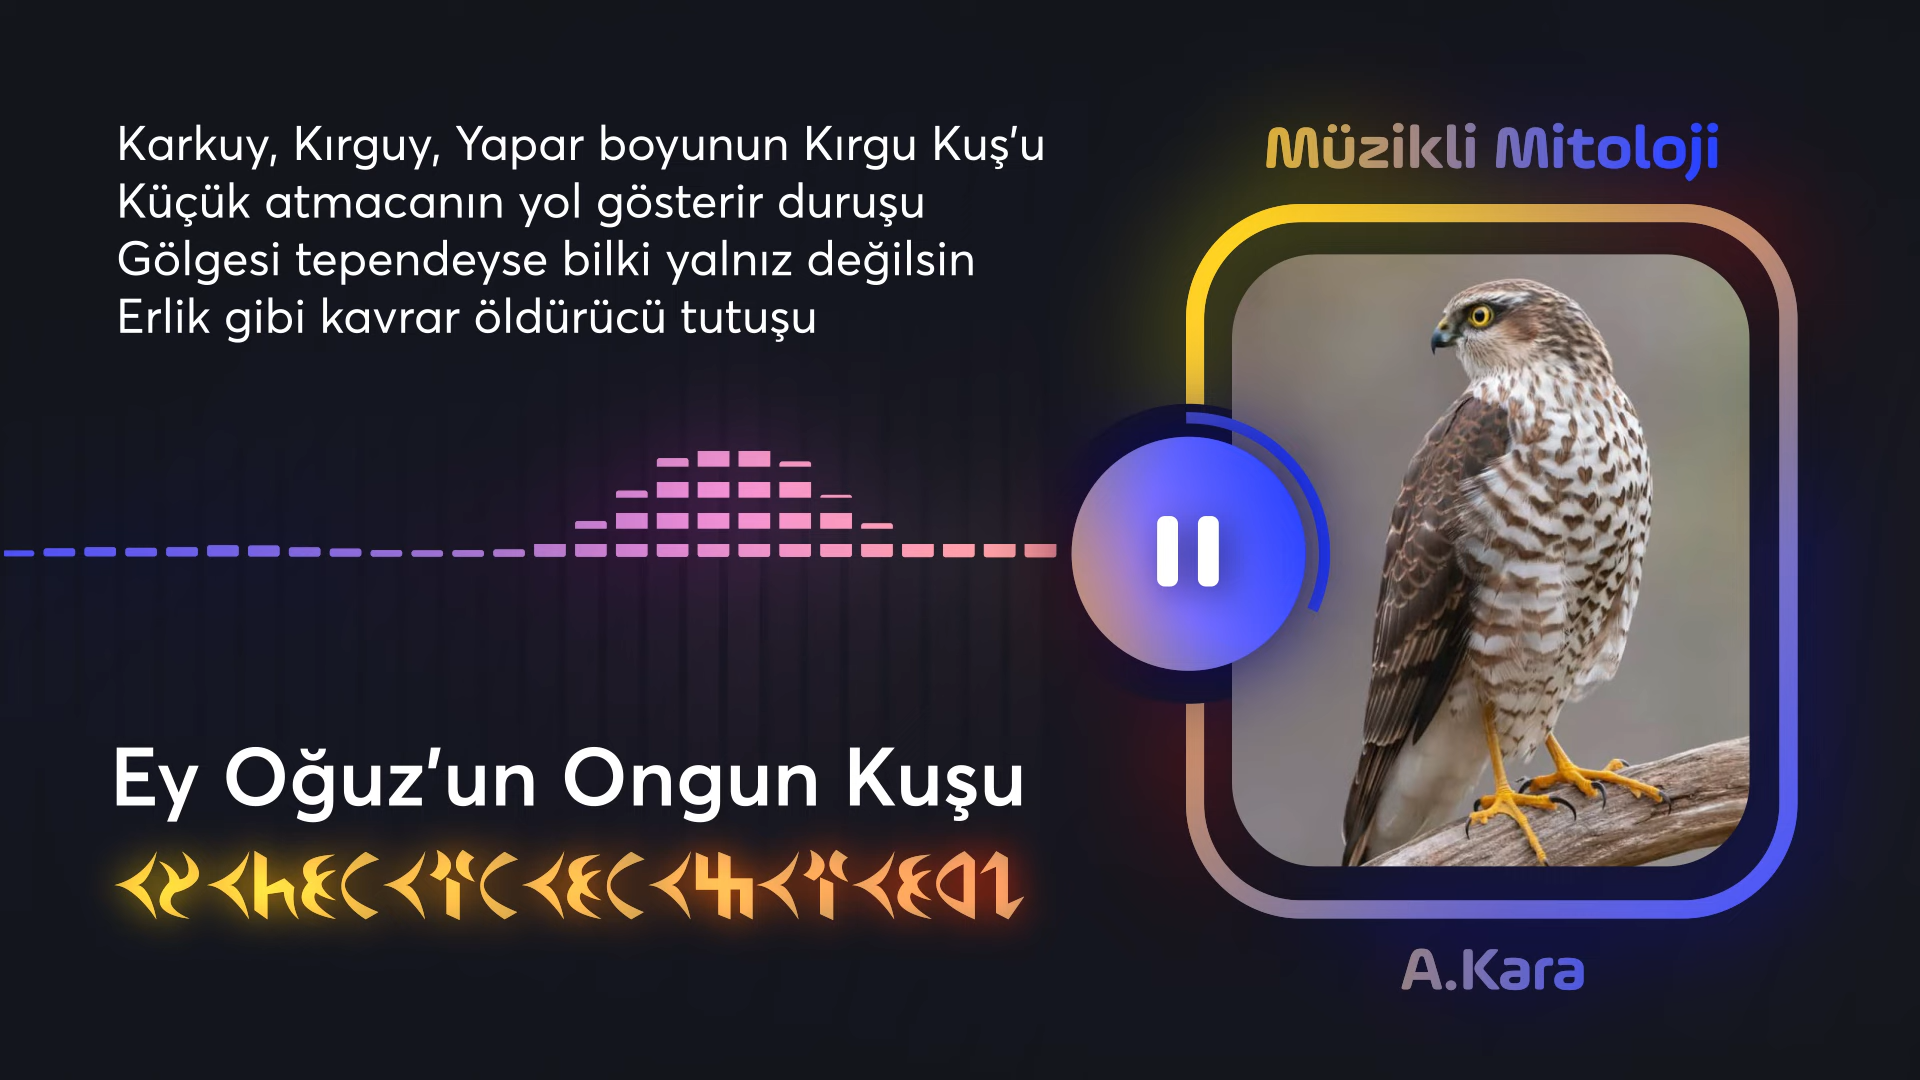 Karkuy, Kırguy, Yapar boyunun Kırgu Kuş'u
Küçük atmacanın yol gösterir duruşu
Gölgesi tependeyse bilki yalnız değilsin
Erlik gibi kavrar öldürücü tutuşu
Ey Oğuz'un Ongun Kuşu
Müzikli Mitoloji
A.Kara